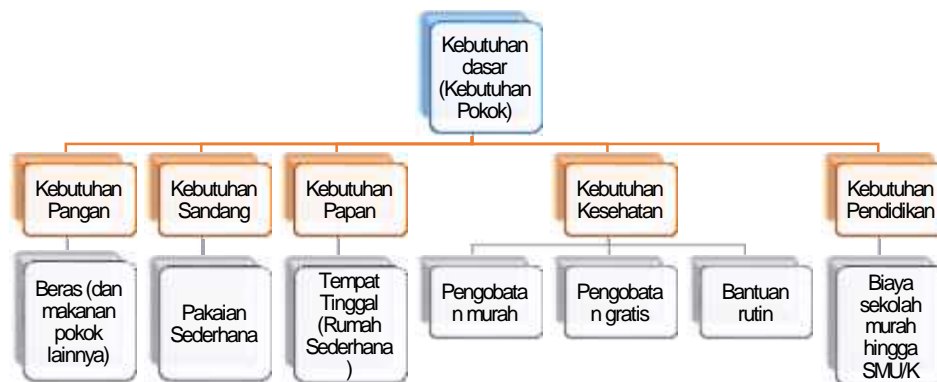 Kebutuhan
dasar
(Kebutuhan
Pokok)
Kebutuhan
Pangan
Kebutuhan
Sandang
Kebutuhan
Papan
Kebutuhan
Kesehatan
Kebutuhan
Pendidikan
Beras (dan
makanan
pokok
lainnya)
Pakaian
Sederhana
Tempat
Tinggal
(Rumah
Sederhana
)
Pengobata
n murah
Pengobata
n gratis
Bantuan
rutin
Biaya
sekolah
murah
hingga
SMU/K